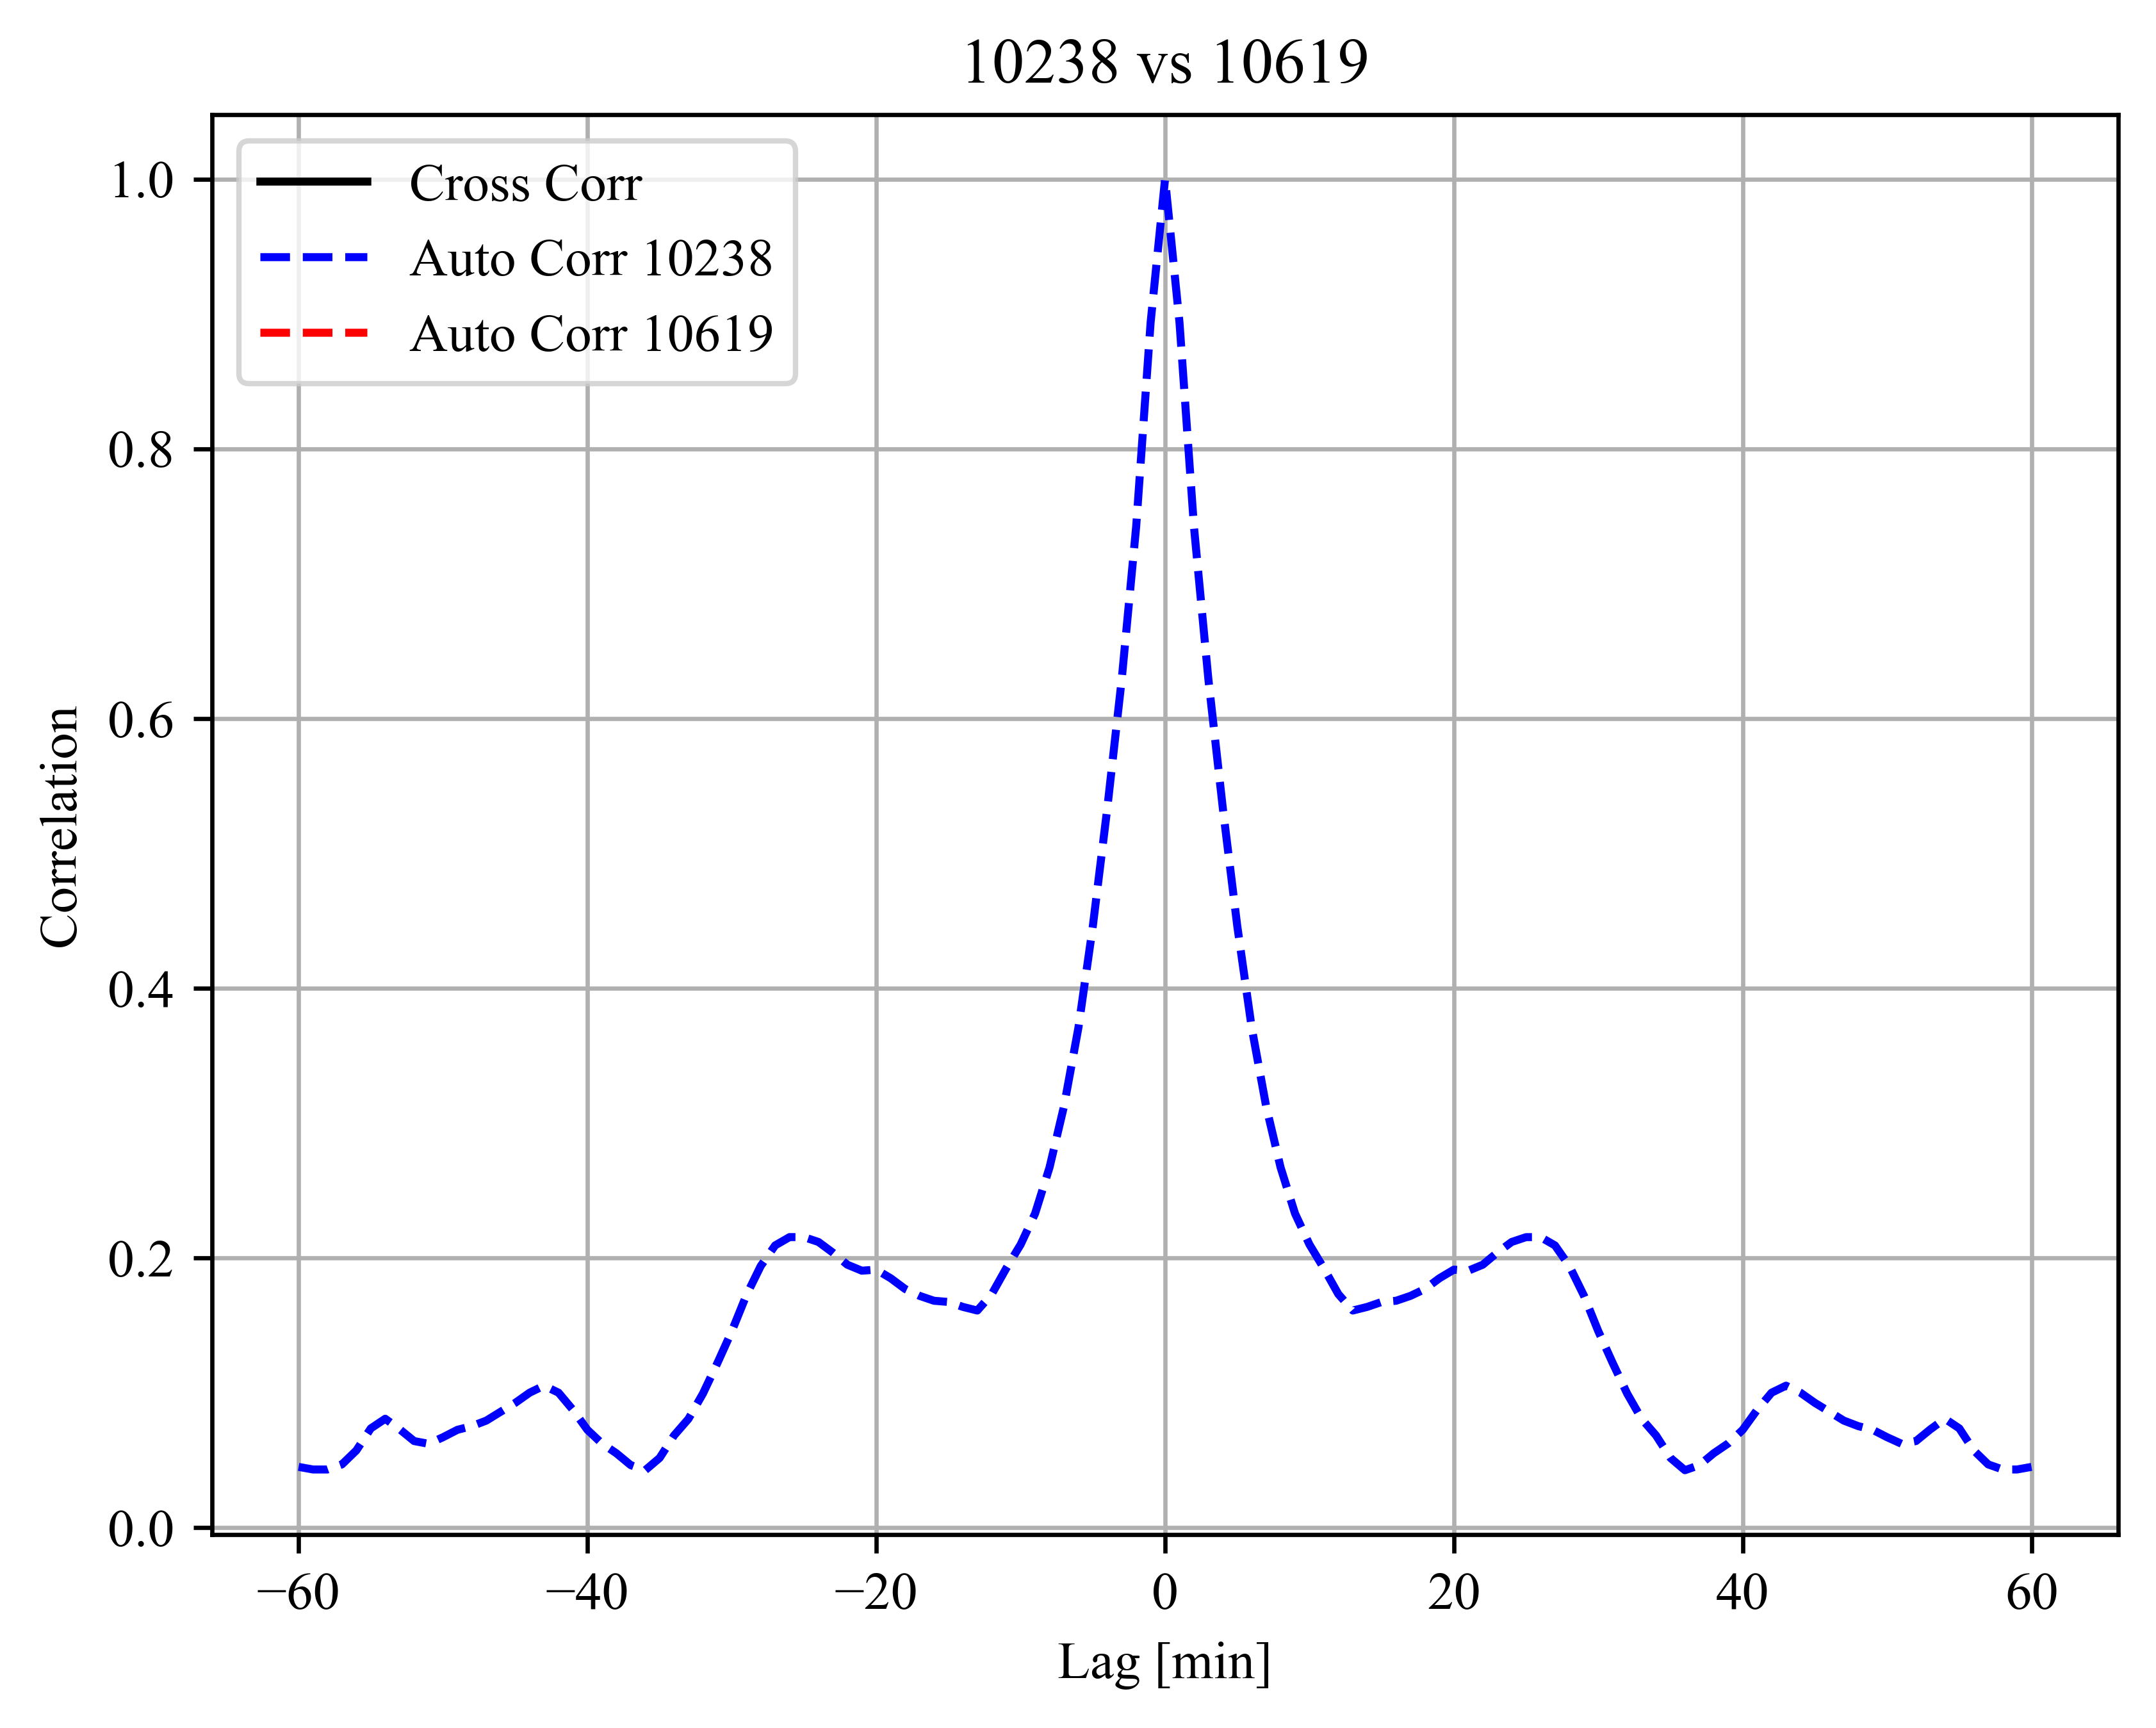 10238 vs 10619
Cross Corr
Auto Corr 10238
Auto Corr 10619
1.0
0.8
0.6
0.4
0.2
0.0
Correlation
−60 −40 −20 0 20 40 60
Lag [min]